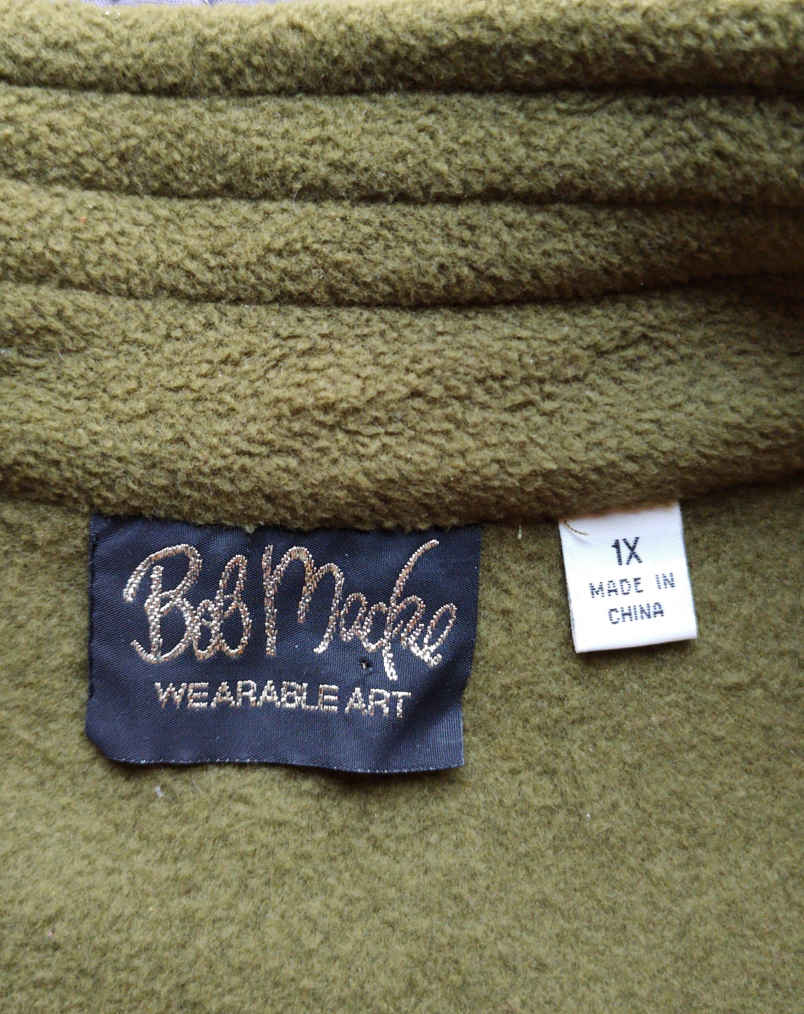 Bob Mackie
WEARABLE ART
1X
MADE IN
CHINA